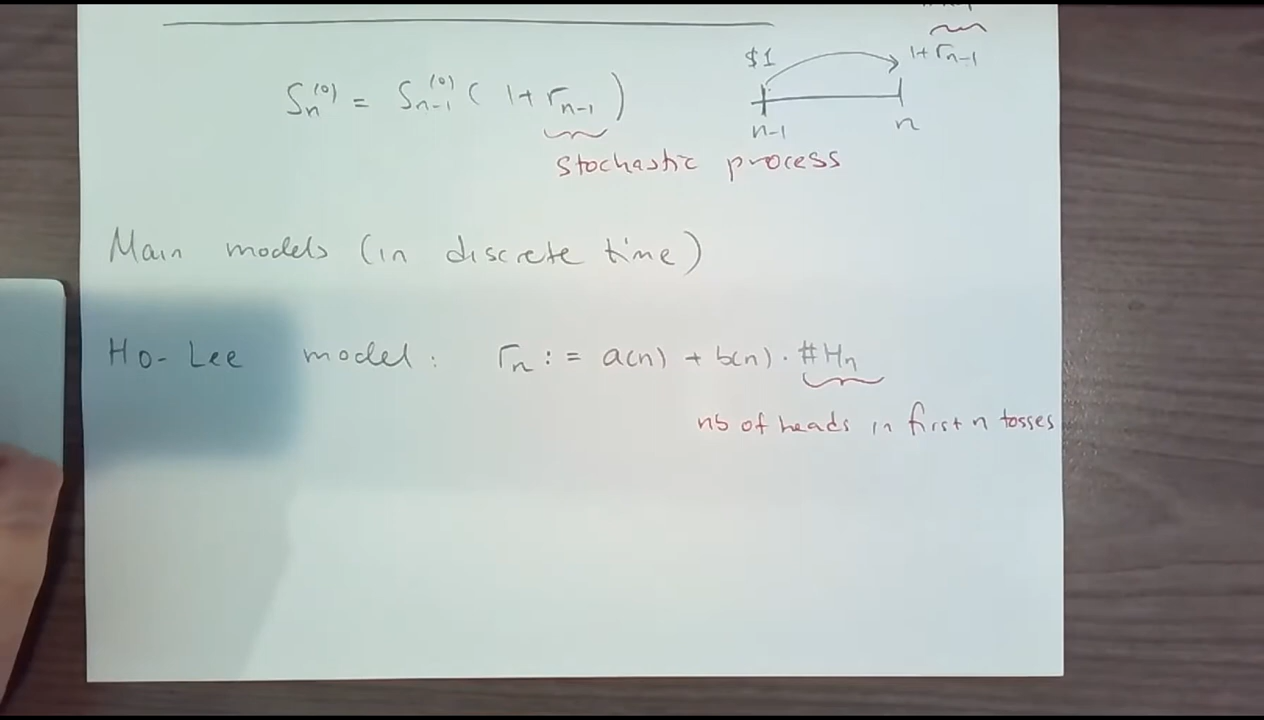 $1 1+r_{n-1}
S_n^{(0)} = S_{n-1}^{(0)} ( 1 + r_{n-1} )
n-1 n
stochastic process
Main models (in discrete time)
Ho-Lee model: r_n := a(n) + b(n) · #H_n
nb of heads in first n tosses